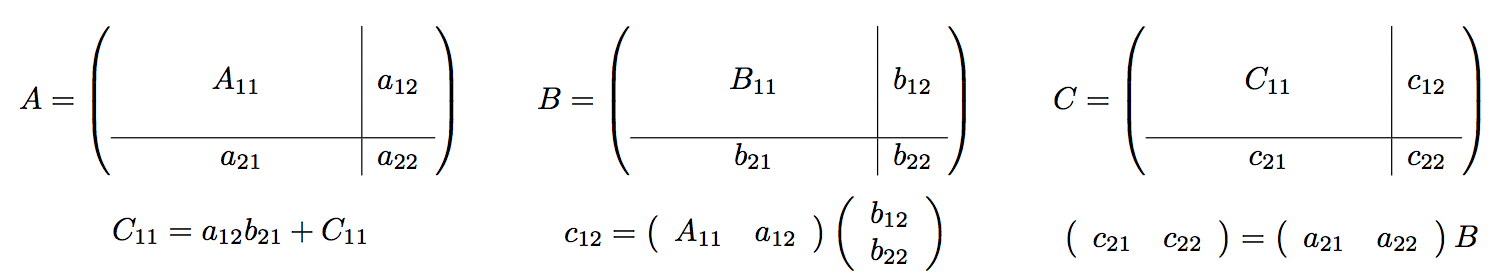 A = ( A₁₁ a₁₂ a₂₁ a₂₂ ) B = ( B₁₁ b₁₂ b₂₁ b₂₂ ) C = ( C₁₁ c₁₂ c₂₁ c₂₂ )
C₁₁ = a₁₂b₂₁ + C₁₁ c₁₂ = ( A₁₁ a₁₂ ) ( b₁₂ b₂₂ ) ( c₂₁ c₂₂ ) = ( a₂₁ a₂₂ ) B